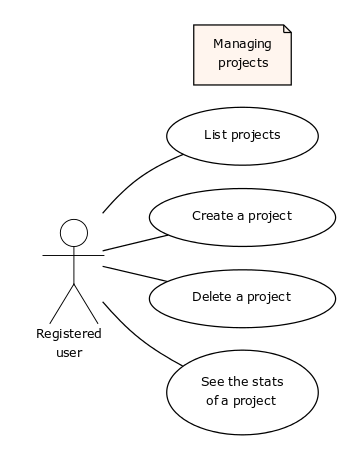 Managing
projects
List projects
Create a project
Delete a project
Registered
user
See the stats
of a project